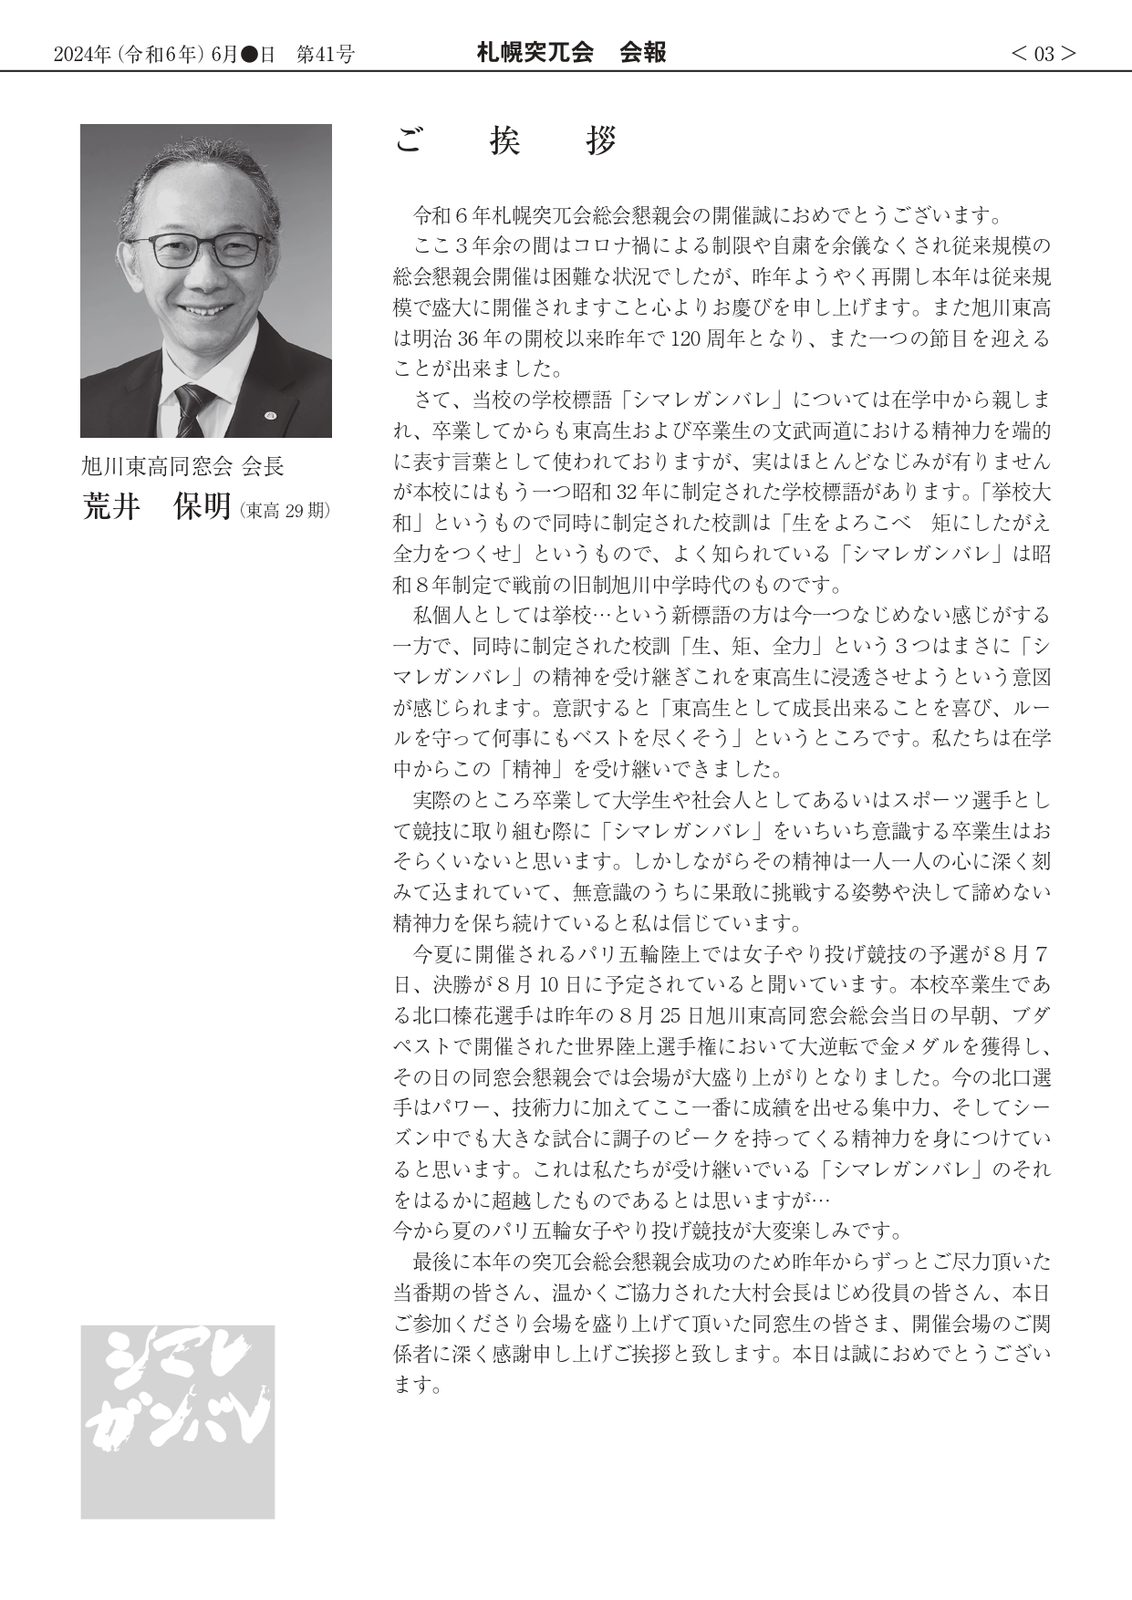 2024年（令和6年）6月●日　第41号
札幌突兀会　会報
＜ 03 ＞
ご　挨　拶
令和６年札幌突兀会総会懇親会の開催誠におめでとうございます。
ここ３年余の間はコロナ禍による制限や自粛を余儀なくされ従来規模の
総会懇親会開催は困難な状況でしたが、昨年ようやく再開し本年は従来規
模で盛大に開催されますこと心よりお慶びを申し上げます。また旭川東高
は明治 36 年の開校以来昨年で 120 周年となり、また一つの節目を迎える
ことが出来ました。
さて、当校の学校標語「シマレガンバレ」については在学中から親しま
れ、卒業してからも東高生および卒業生の文武両道における精神力を端的
に表す言葉として使われておりますが、実はほとんどなじみが有りません
が本校にはもう一つ昭和 32 年に制定された学校標語があります。「挙校大
和」というもので同時に制定された校訓は「生をよろこべ　矩にしたがえ
全力をつくせ」というもので、よく知られている「シマレガンバレ」は昭
和８年制定で戦前の旧制旭川中学時代のものです。
私個人としては挙校…という新標語の方は今一つなじめない感じがする
一方で、同時に制定された校訓「生、矩、全力」という３つはまさに「シ
マレガンバレ」の精神を受け継ぎこれを東高生に浸透させようという意図
が感じられます。意訳すると「東高生として成長出来ることを喜び、ルー
ルを守って何事にもベストを尽くそう」というところです。私たちは在学
中からこの「精神」を受け継いできました。
実際のところ卒業して大学生や社会人としてあるいはスポーツ選手とし
て競技に取り組む際に「シマレガンバレ」をいちいち意識する卒業生はお
そらくいないと思います。しかしながらその精神は一人一人の心に深く刻
みて込まれていて、無意識のうちに果敢に挑戦する姿勢や決して諦めない
精神力を保ち続けていると私は信じています。
今夏に開催されるパリ五輪陸上では女子やり投げ競技の予選が８月７
日、決勝が８月 10 日に予定されていると聞いています。本校卒業生であ
る北口榛花選手は昨年の８月 25 日旭川東高同窓会総会当日の早朝、ブダ
ペストで開催された世界陸上選手権において大逆転で金メダルを獲得し、
その日の同窓会懇親会では会場が大盛り上がりとなりました。今の北口選
手はパワー、技術力に加えてここ一番に成績を出せる集中力、そしてシー
ズン中でも大きな試合に調子のピークを持ってくる精神力を身につけてい
ると思います。これは私たちが受け継いでいる「シマレガンバレ」のそれ
をはるかに超越したものであるとは思いますが…
今から夏のパリ五輪女子やり投げ競技が大変楽しみです。
最後に本年の突兀会総会懇親会成功のため昨年からずっとご尽力頂いた
当番期の皆さん、温かくご協力された大村会長はじめ役員の皆さん、本日
ご参加くださり会場を盛り上げて頂いた同窓生の皆さま、開催会場のご関
係者に深く感謝申し上げご挨拶と致します。本日は誠におめでとうござい
ます。
旭川東高同窓会 会長
荒井　保明（東高 29 期）
シマレ
ガンバレ